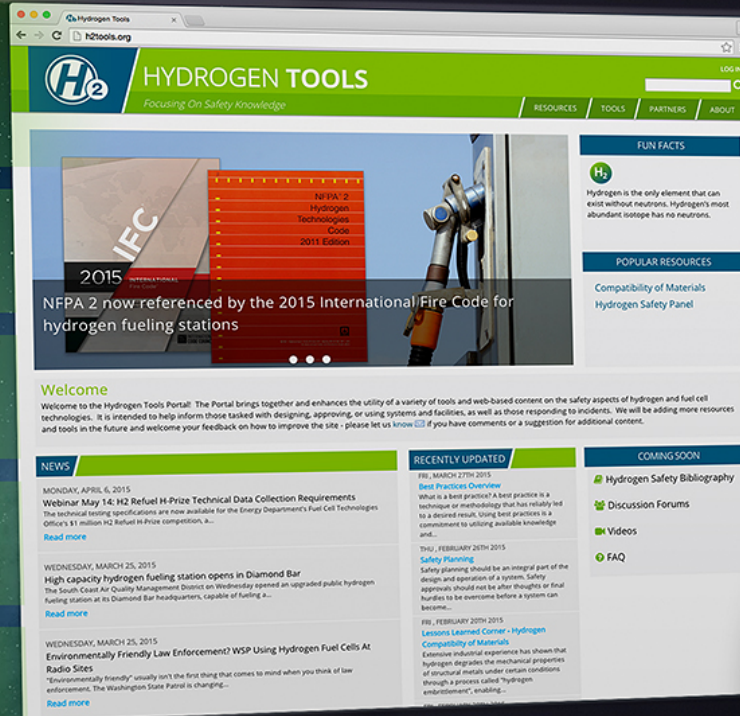 Hydrogen Tools
h2tools.org
H2
HYDROGEN TOOLS
Focusing On Safety Knowledge
LOG IN
RESOURCES
TOOLS
PARTNERS
ABOUT
IFC
2015
INTERNATIONAL
Fire Code
NFPA 2
Hydrogen
Technologies
Code
2011 Edition
NFPA 2 now referenced by the 2015 International Fire Code for
hydrogen fueling stations
FUN FACTS
H2
Hydrogen is the only element that can
exist without neutrons. Hydrogen's most
abundant isotope has no neutrons.
POPULAR RESOURCES
Compatibility of Materials
Hydrogen Safety Panel
Welcome
Welcome to the Hydrogen Tools Portal! The Portal brings together and enhances the utility of a variety of tools and web-based content on the safety aspects of hydrogen and fuel cell
technologies. It is intended to help inform those tasked with designing, approving, or using systems and facilities, as well as those responding to incidents. We will be adding more resources
and tools in the future and welcome your feedback on how to improve the site - please let us know if you have comments or a suggestion for additional content.
NEWS
MONDAY, APRIL 6, 2015
Webinar May 14: H2 Refuel H-Prize Technical Data Collection Requirements
The technical testing specifications are now available for the Energy Department's Fuel Cell Technologies
Office's $1 million H2 Refuel H-Prize competition, a...
Read more
WEDNESDAY, MARCH 25, 2015
High capacity hydrogen fueling station opens in Diamond Bar
The South Coast Air Quality Management District on Wednesday opened an upgraded public hydrogen
fueling station at its Diamond Bar headquarters, capable of fueling a...
Read more
WEDNESDAY, MARCH 25, 2015
Environmentally Friendly Law Enforcement? WSP Using Hydrogen Fuel Cells At
Radio Sites
"Environmentally friendly" usually isn't the first thing that comes to mind when you think of law
enforcement. The Washington State Patrol is changing...
Read more
RECENTLY UPDATED
FRI, MARCH 27TH 2015
Best Practices Overview
What is a best practice? A best practice is a
technique or methodology that has reliably led
to a desired result. Using best practices is a
commitment to utilizing available knowledge
and...
THU, FEBRUARY 26TH 2015
Safety Planning
Safety planning should be an integral part of the
design and operation of a system. Safety
approvals should not be after thoughts or final
hurdles to be overcome before a system can
become...
FRI, FEBRUARY 20TH 2015
Lessons Learned Corner - Hydrogen
Compatibility of Materials
Extensive industrial experience has shown that
hydrogen degrades the mechanical properties
of structural metals under certain conditions
through a process called "hydrogen
embrittlement", enabling...
COMING SOON
Hydrogen Safety Bibliography
Discussion Forums
Videos
FAQ